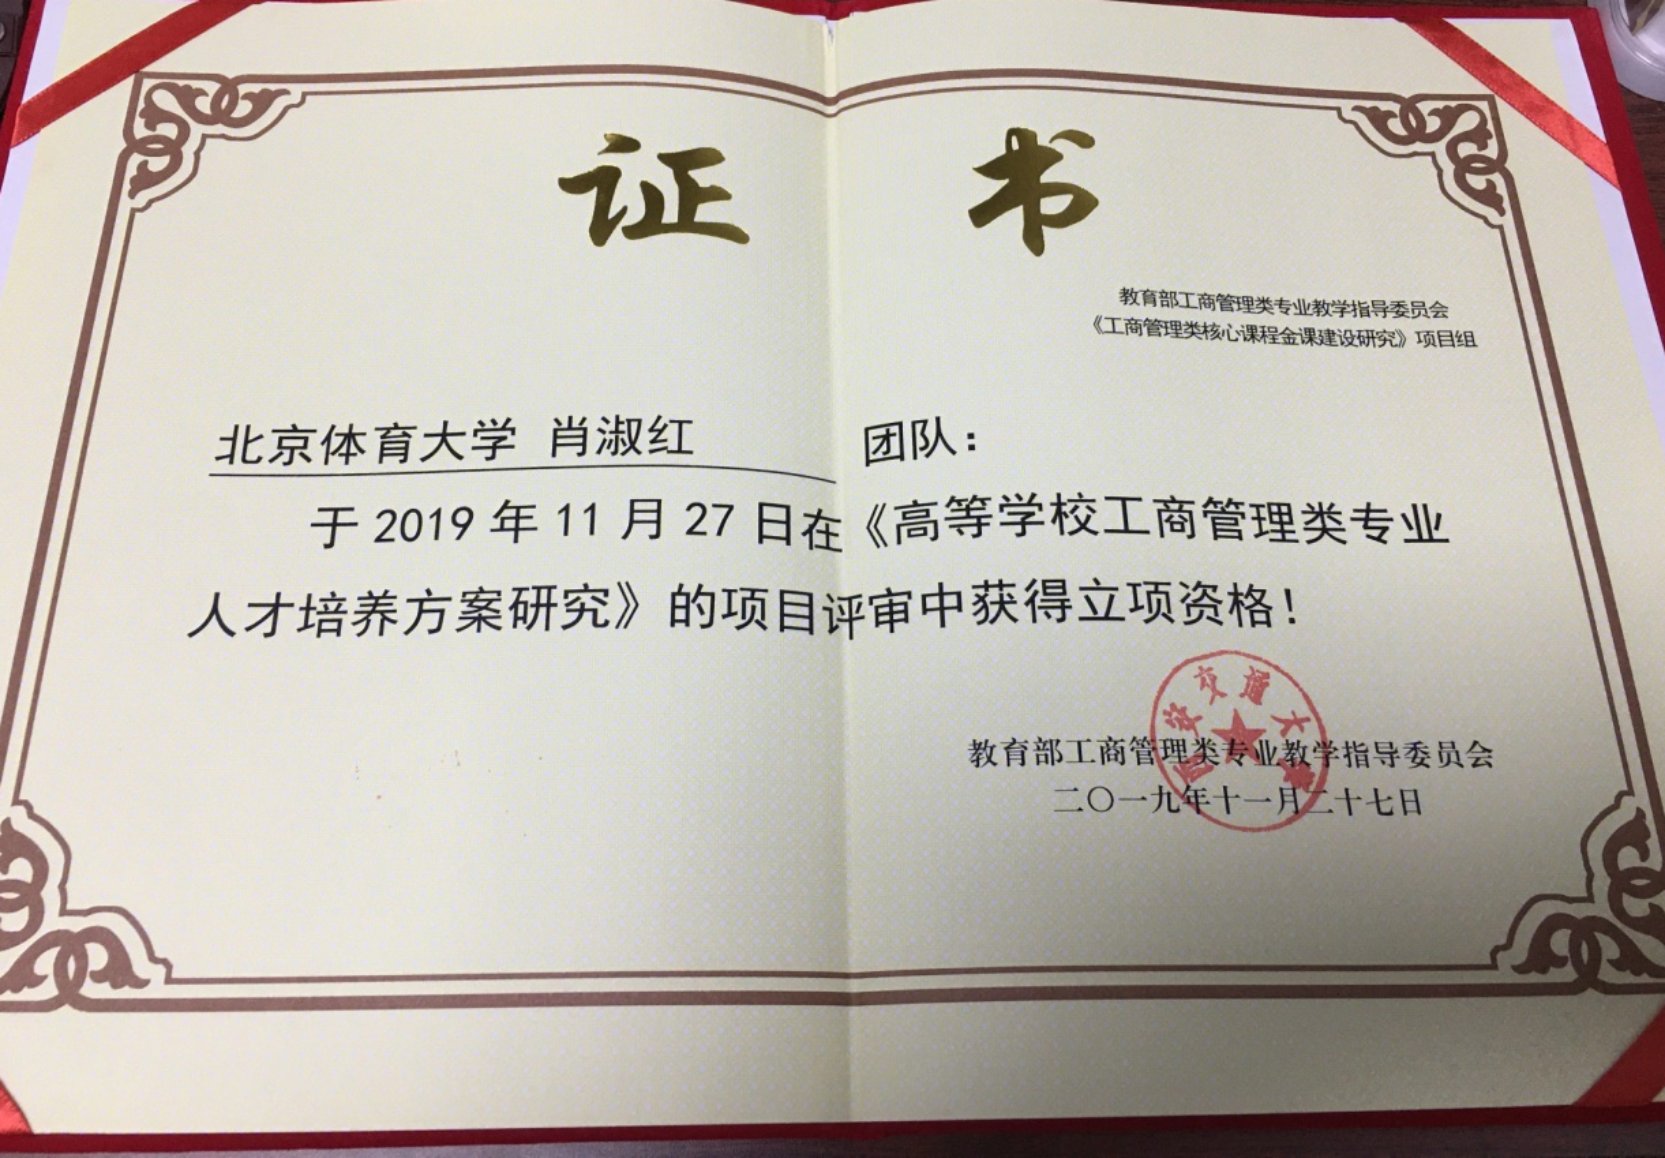 证 书
教育部工商管理类专业教学指导委员会
《工商管理类核心课程金课建设研究》项目组
北京体育大学 肖淑红 团队:
于 2019 年 11 月 27 日在《高等学校工商管理类专业
人才培养方案研究》的项目评审中获得立项资格!
西安交通大学
教育部工商管理类专业教学指导委员会
二〇一九年十一月二十七日